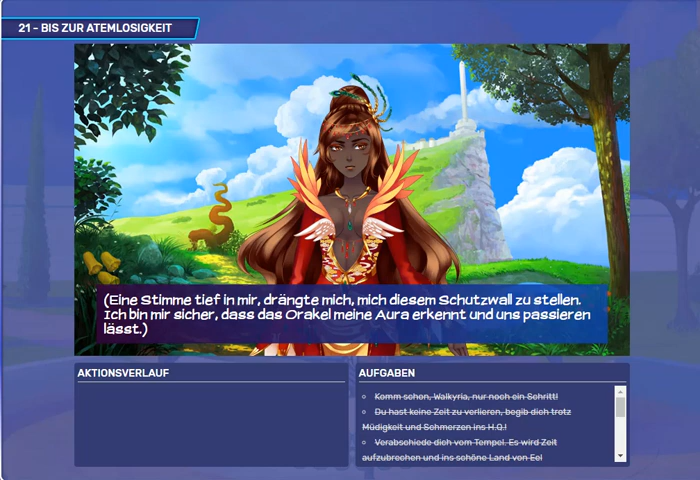 21 - BIS ZUR ATEMLOSIGKEIT
(Eine Stimme tief in mir, drängte mich, mich diesem Schutzwall zu stellen.
Ich bin mir sicher, dass das Orakel meine Aura erkennt und uns passieren
lässt.)
AKTIONSVERLAUF
AUFGABEN
Komm schon, Walkyria, nur noch ein Schritt!
Du hast keine Zeit zu verlieren, begib dich trotz
Müdigkeit und Schmerzen ins H.Q.!
Verabschiede dich vom Tempel. Es wird Zeit
aufzubrechen und ins schöne Land von Eel